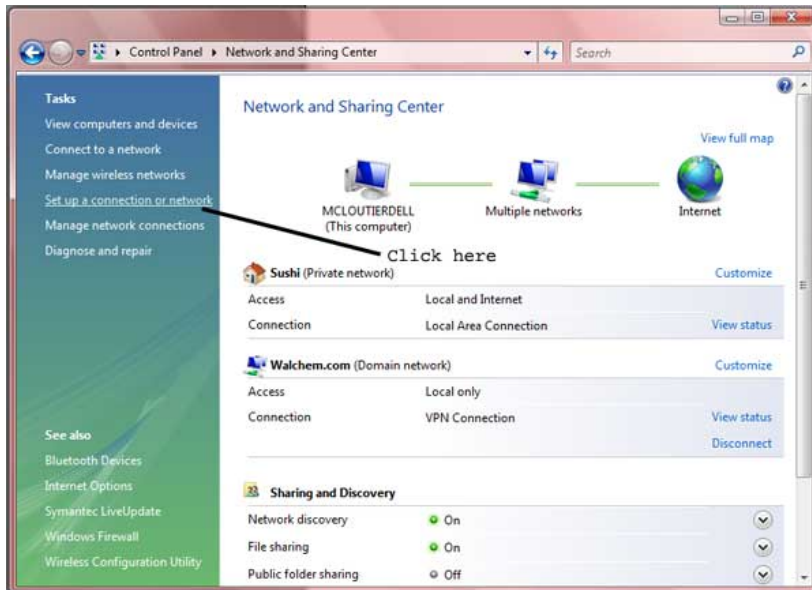 Control Panel Network and Sharing Center
Search
Tasks
View computers and devices
Connect to a network
Manage wireless networks
Set up a connection or network
Manage network connections
Diagnose and repair
See also
Bluetooth Devices
Internet Options
Symantec LiveUpdate
Windows Firewall
Wireless Configuration Utility
Network and Sharing Center
View full map
MCLOUTIERDELL
(This computer)
Multiple networks
Internet
Click here
Sushi (Private network) Customize
Access Local and Internet
Connection Local Area Connection View status
Walchem.com (Domain network) Customize
Access Local only
Connection VPN Connection View status
Disconnect
Sharing and Discovery
Network discovery On
File sharing On
Public folder sharing Off